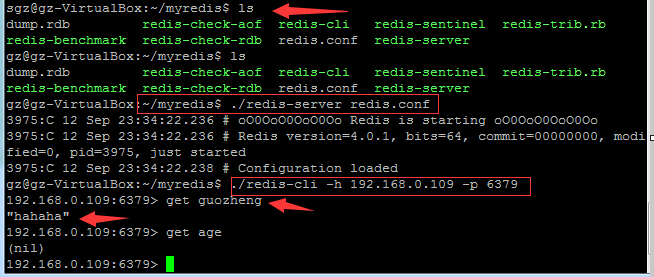 sgz@gz-VirtualBox:~/myredis$ ls
dump.rdb redis-check-aof redis-cli redis-sentinel redis-trib.rb
redis-benchmark redis-check-rdb redis.conf redis-server
gz@gz-VirtualBox:~/myredis$ ls
dump.rdb redis-check-aof redis-cli redis-sentinel redis-trib.rb
redis-benchmark redis-check-rdb redis.conf redis-server
gz@gz-VirtualBox:~/myredis$ ./redis-server redis.conf
3975:C 12 Sep 23:34:22.236 # oO0OoO0OoO0Oo Redis is starting oO0OoO0OoO0Oo
3975:C 12 Sep 23:34:22.236 # Redis version=4.0.1, bits=64, commit=00000000, modi
fied=0, pid=3975, just started
3975:C 12 Sep 23:34:22.238 # Configuration loaded
gz@gz-VirtualBox:~/myredis$ ./redis-cli -h 192.168.0.109 -p 6379
192.168.0.109:6379> get guozheng
"hahaha"
192.168.0.109:6379> get age
(nil)
192.168.0.109:6379>